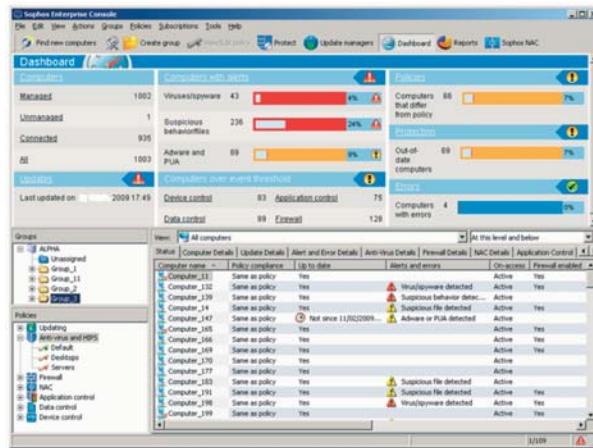 Sophos Enterprise Console
File Edit View Actions Groups Policies Subscriptions Tools Help
Find new computers Create group View/Edit policy Protect Update managers Dashboard Reports Sophos NAC
Dashboard
Computers
Managed 1002
Unmanaged 1
Connected 935
All 1003
Updates
Last updated on 2009 17:49
Computers with alerts
Viruses/spyware 43 4%
Suspicious behavior/files 236 24%
Adware and PUA 89 9%
Computers over event threshold
Device control 83 Application control 75
Data control 99 Firewall 128
Policies
Computers that differ from policy 66 7%
Protection
Out-of-date computers 69 7%
Errors
Computers with errors 4 0%
Groups
ALPHA
Unassigned
Group_1
Group_11
Group_2
Group_3
Policies
Updating
Anti-virus and HIPS
Default
Desktops
Servers
Firewall
NAC
Application control
Data control
Device control
View: All computers At this level and below
Status Computer Details Update Details Alert and Error Details Anti-Virus Details Firewall Details NAC Details Application Control
Computer name Policy compliance Up to date Alerts and errors On-access Firewall enabled
Computer_11 Same as policy Yes Active Yes
Computer_132 Same as policy Yes Virus/spyware detected Active Yes
Computer_139 Same as policy Yes Suspicious behavior detec... Active
Computer_14 Same as policy Yes Suspicious file detected Active Yes
Computer_147 Same as policy Not since 11/02/2009... Adware or PUA detected Active
Computer_165 Same as policy Yes Active Yes
Computer_166 Same as policy Yes Active Yes
Computer_169 Same as policy Yes Active Yes
Computer_170 Same as policy Yes Active
Computer_177 Same as policy Yes Active
Computer_183 Same as policy Yes Suspicious file detected Active
Computer_191 Same as policy Yes Suspicious file detected Active Yes
Computer_198 Same as policy Yes Virus/spyware detected Active Yes
Computer_199 Same as policy Yes Active Yes
1/109